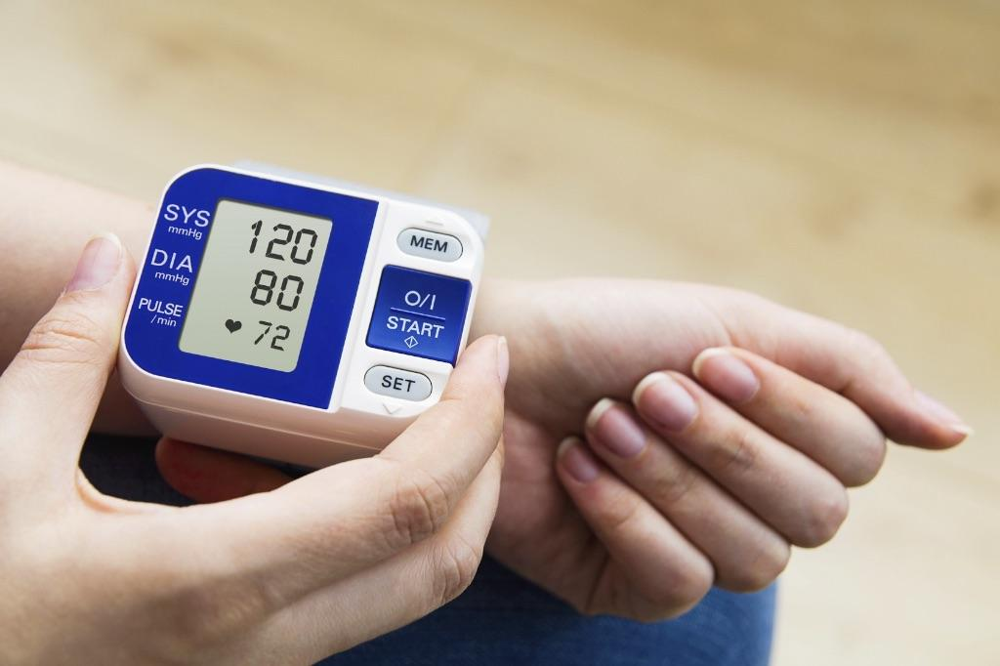 SYS
mmHg
120
DIA
mmHg
80
PULSE
/min
72
MEM
O/I
START
SET